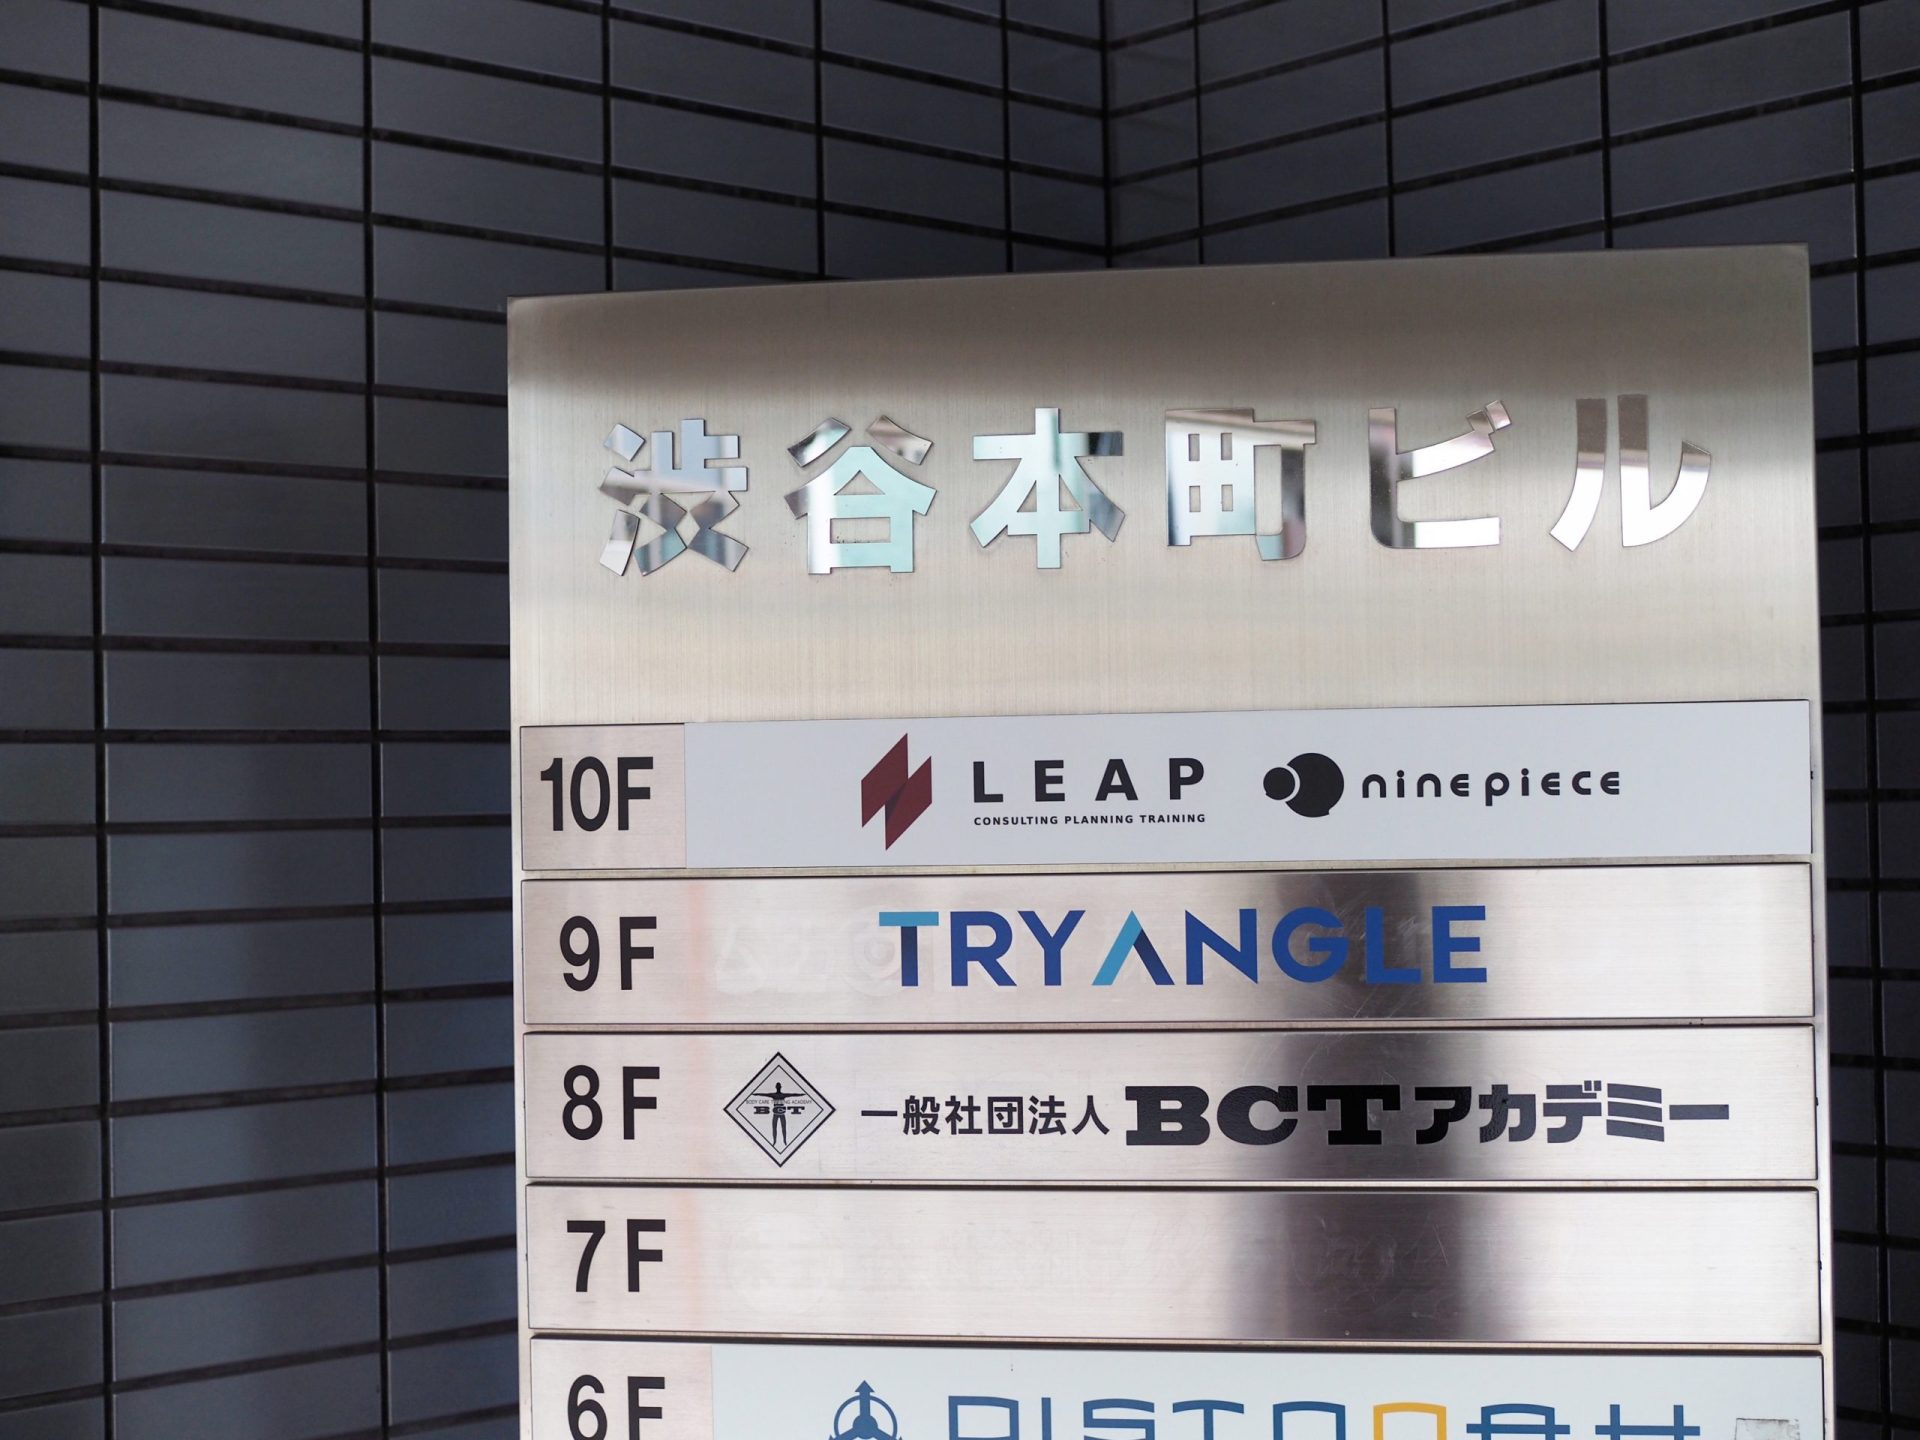 渋谷本町ビル
10F LEAP ninepiece
CONSULTING PLANNING TRAINING
9F TRYANGLE
8F BCT 一般社団法人 BCTアカデミー
7F
6F